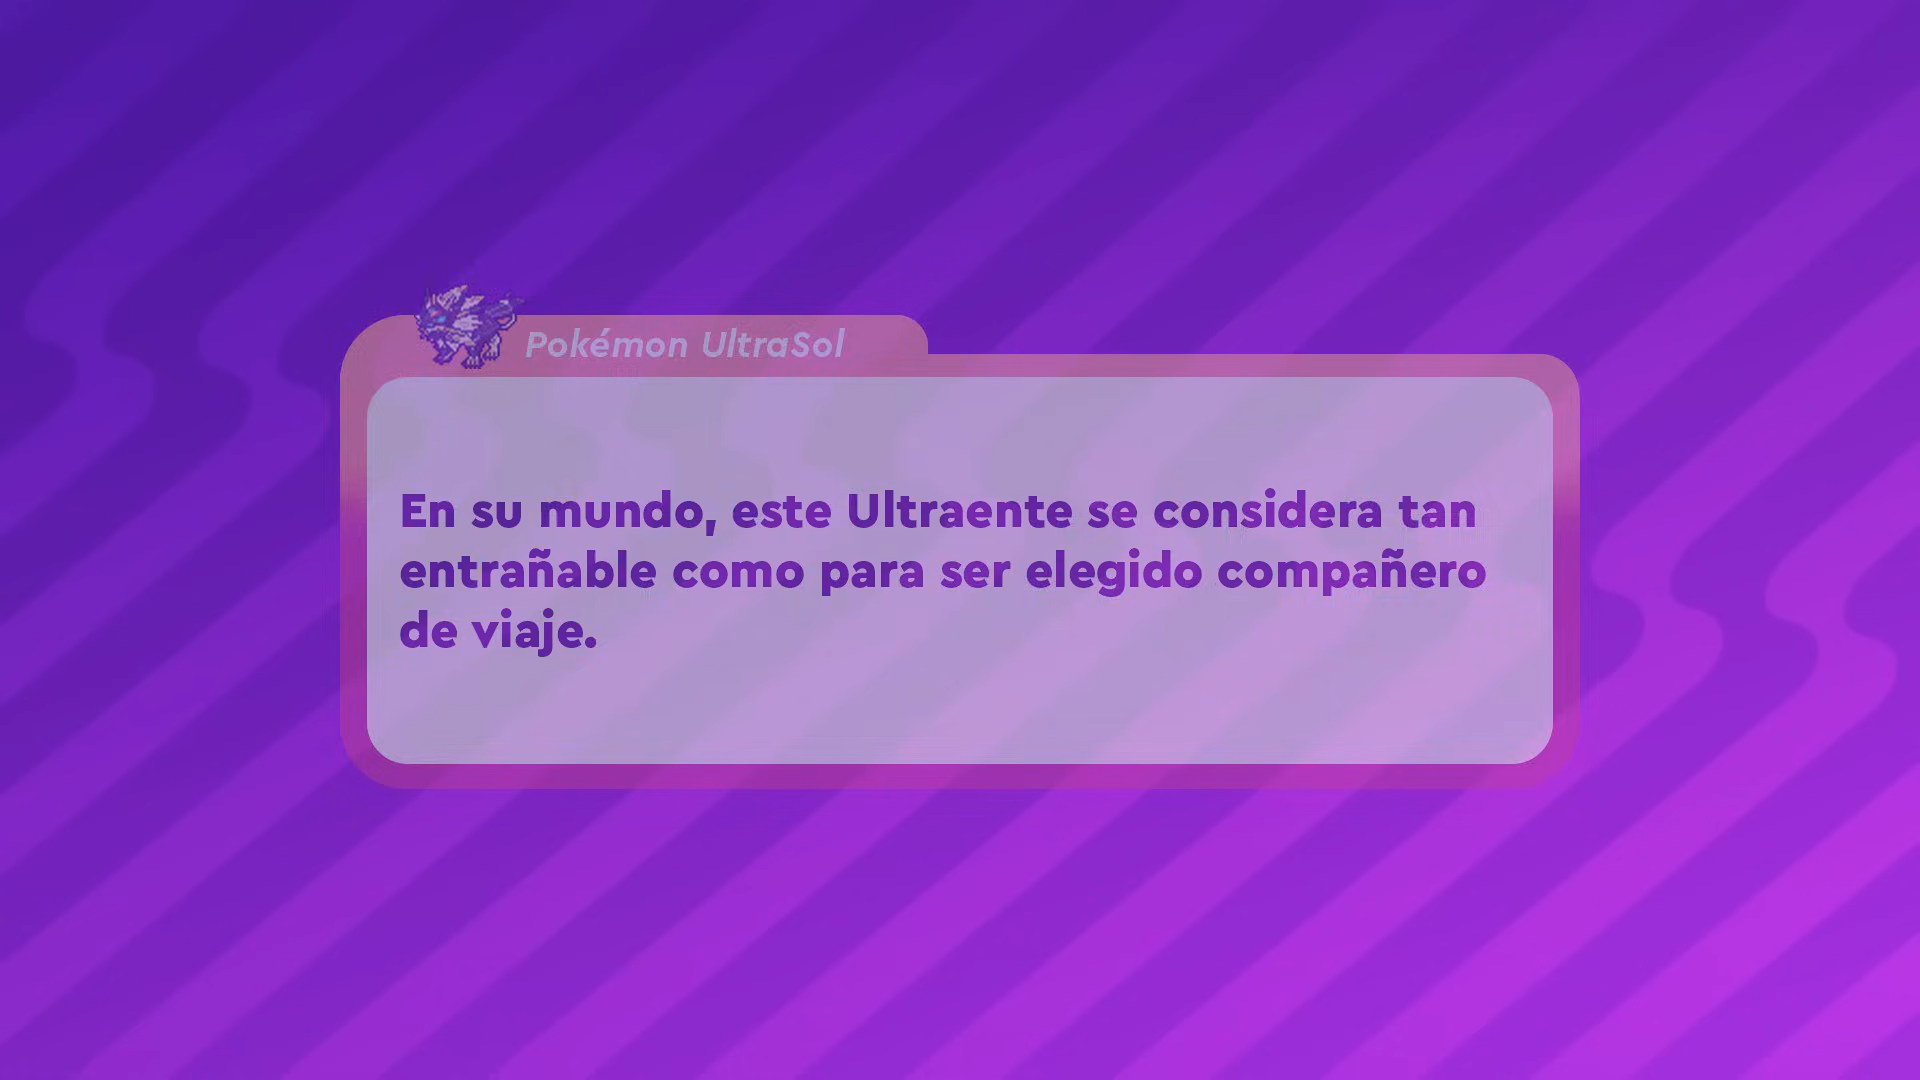 Pokémon UltraSol
En su mundo, este Ultraente se considera tan
entrañable como para ser elegido compañero
de viaje.